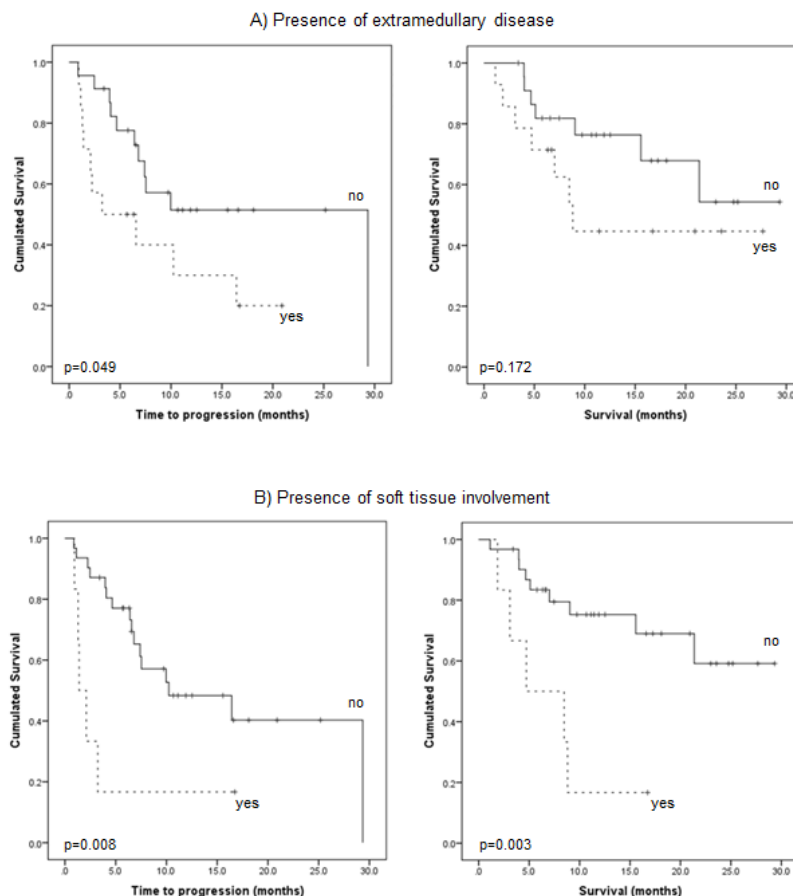 A) Presence of extramedullary disease
Cumulated Survival
1.0
0.8
0.6
0.4
0.2
0.0
no
yes
p=0.049
.0 5.0 10.0 15.0 20.0 25.0 30.0
Time to progression (months)
Cumulated Survival
1.0
0.8
0.6
0.4
0.2
0.0
no
yes
p=0.172
.0 5.0 10.0 15.0 20.0 25.0 30.0
Survival (months)
B) Presence of soft tissue involvement
Cumulated Survival
1.0
0.8
0.6
0.4
0.2
0.0
no
yes
p=0.008
.0 5.0 10.0 15.0 20.0 25.0 30.0
Time to progression (months)
Cumulated Survival
1.0
0.8
0.6
0.4
0.2
0.0
no
yes
p=0.003
.0 5.0 10.0 15.0 20.0 25.0 30.0
Survival (months)